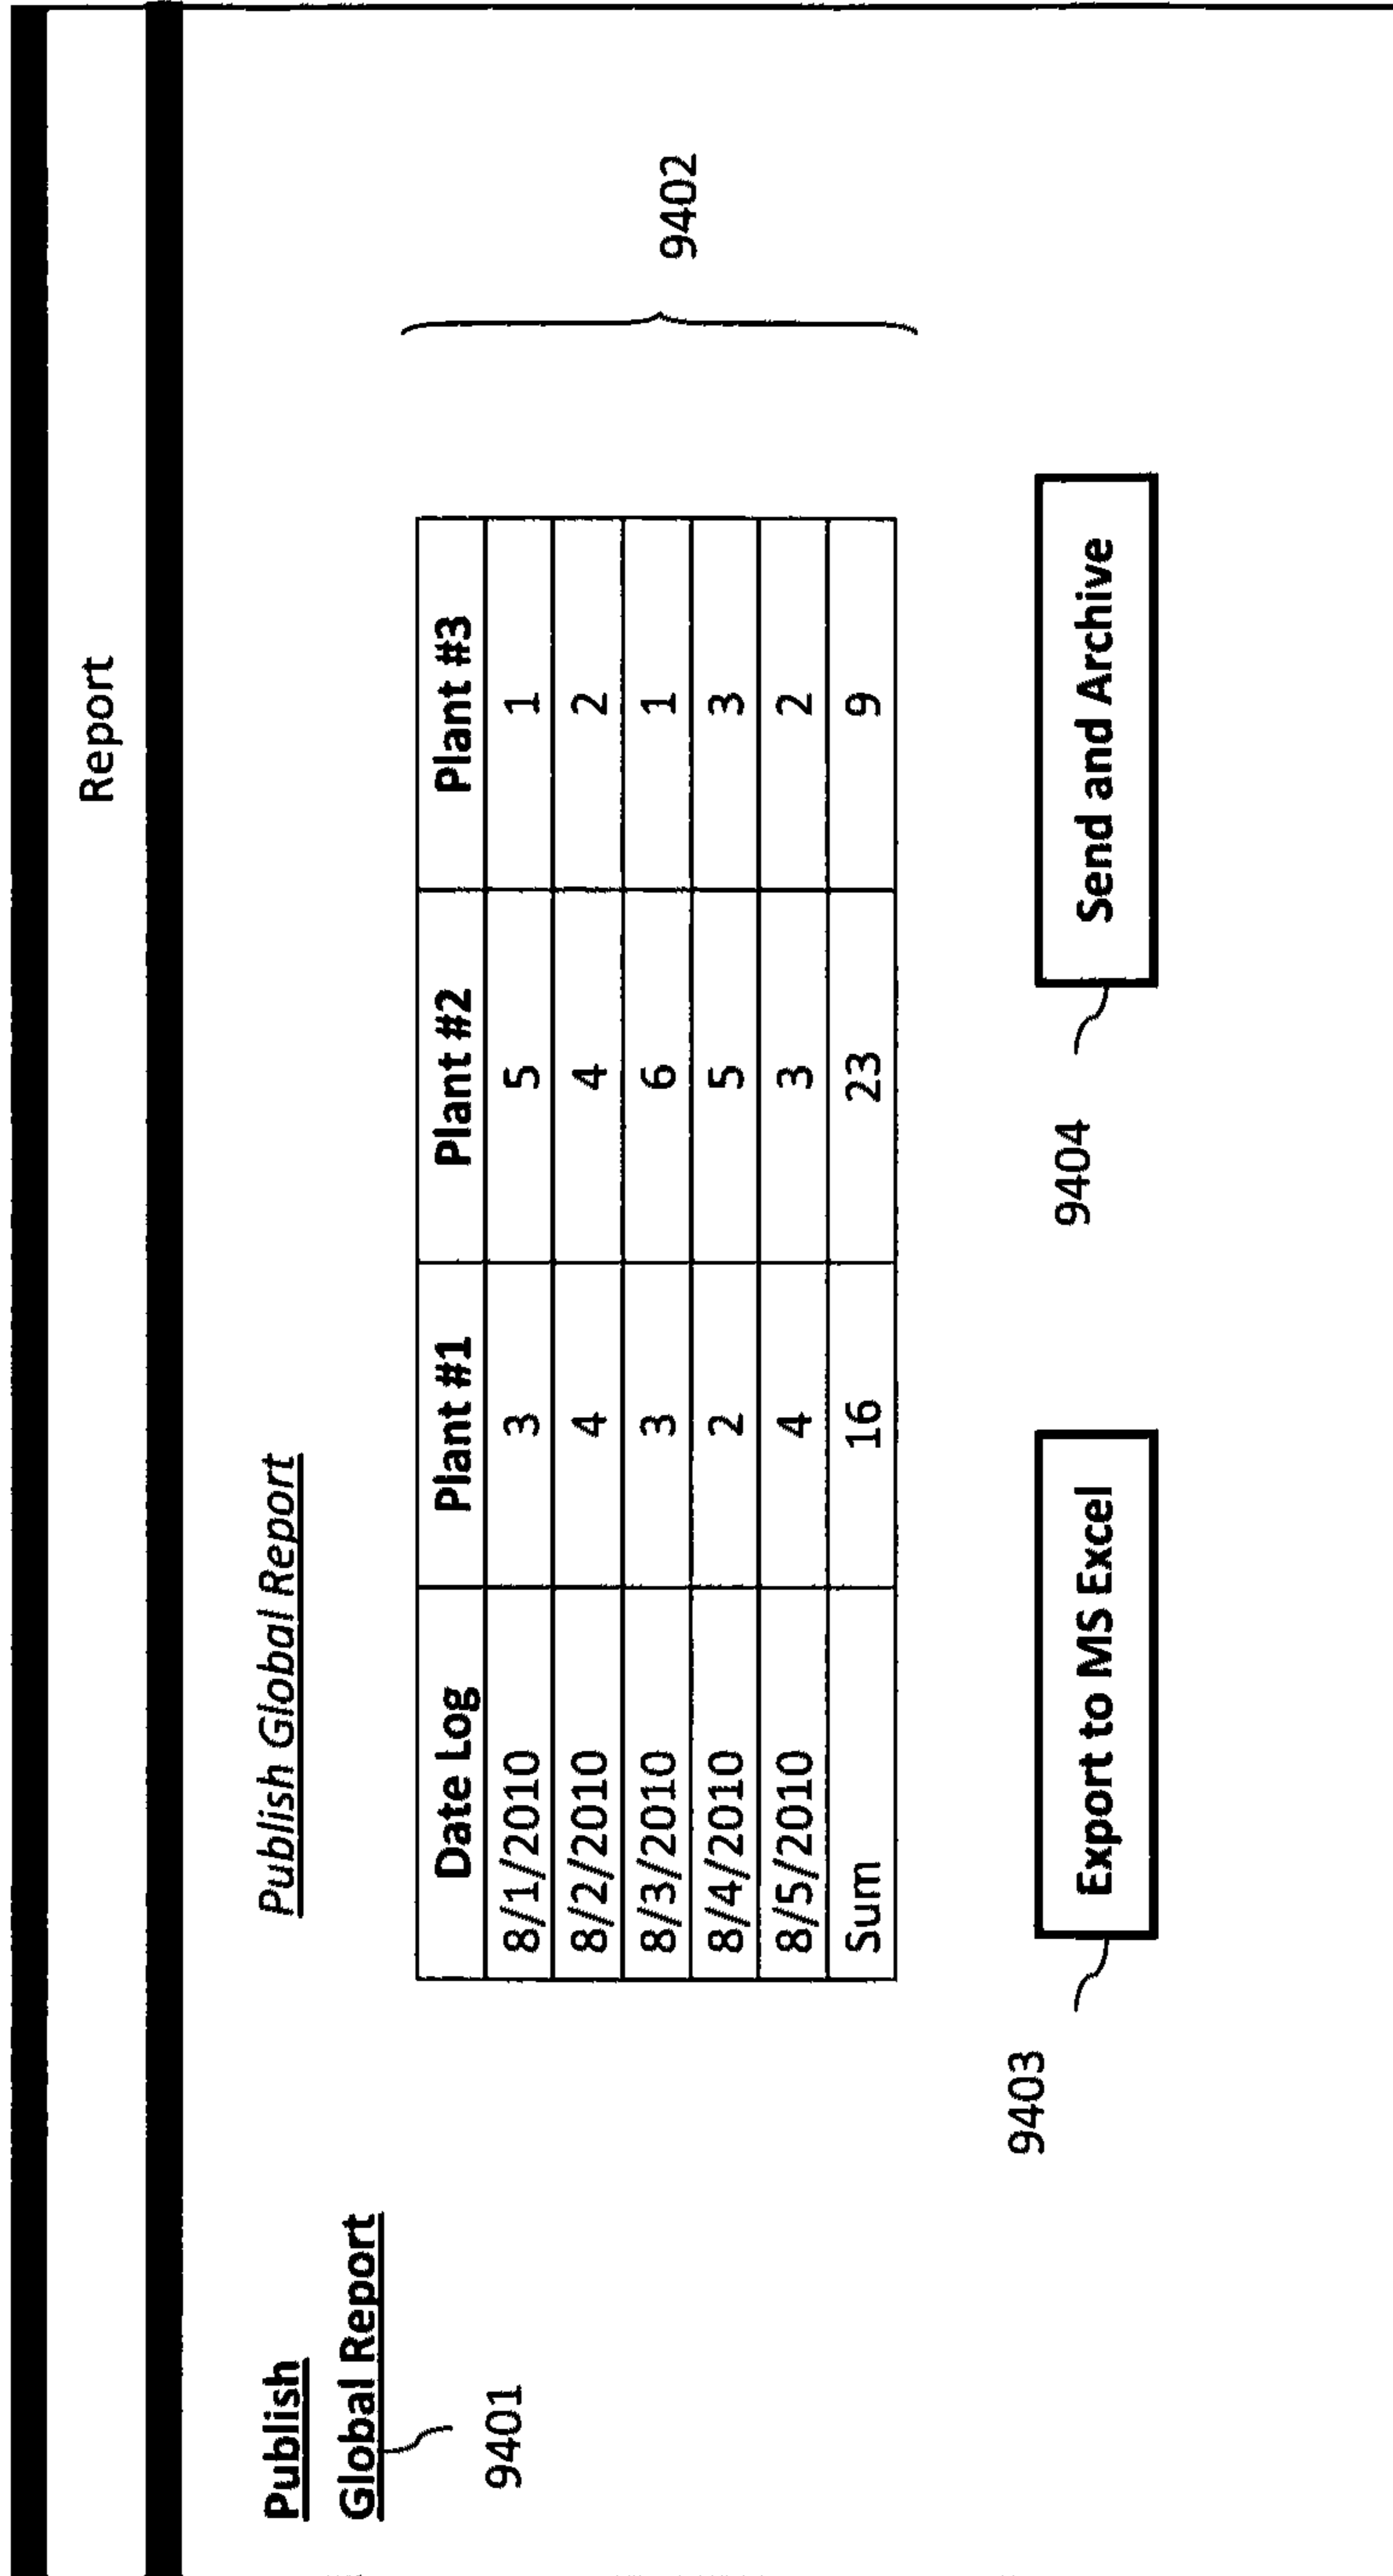 Report
Publish
Global Report
9401
Publish Global Report
Date Log Plant #1 Plant #2 Plant #3
8/1/2010 3 5 1
8/2/2010 4 4 2
8/3/2010 3 6 1
8/4/2010 2 5 3
8/5/2010 4 3 2
Sum 16 23 9
9402
9403
Export to MS Excel
9404
Send and Archive